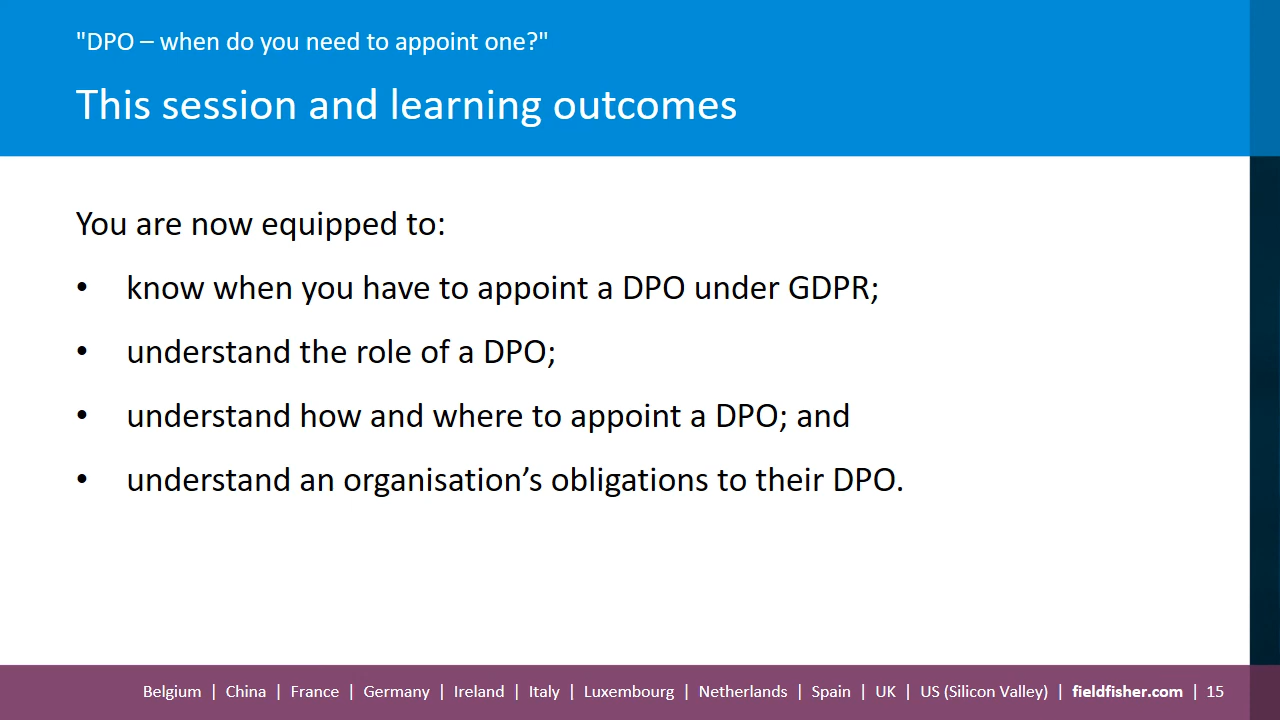 "DPO – when do you need to appoint one?"
This session and learning outcomes
You are now equipped to:
• know when you have to appoint a DPO under GDPR;
• understand the role of a DPO;
• understand how and where to appoint a DPO; and
• understand an organisation’s obligations to their DPO.
Belgium | China | France | Germany | Ireland | Italy | Luxembourg | Netherlands | Spain | UK | US (Silicon Valley) | fieldfisher.com | 15